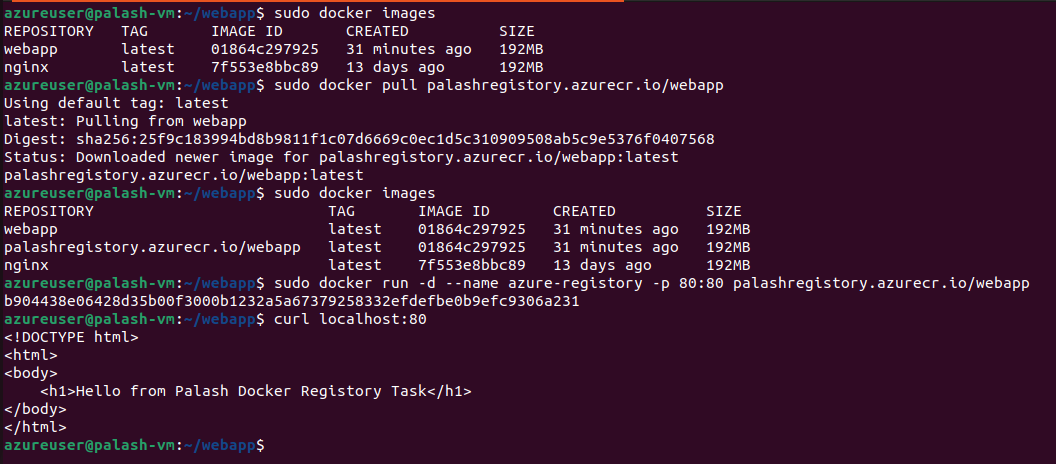 azureuser@palash-vm:~/webapp$ sudo docker images
REPOSITORY   TAG       IMAGE ID       CREATED          SIZE
webapp       latest    01864c297925   31 minutes ago   192MB
nginx        latest    7f553e8bbc89   13 days ago      192MB
azureuser@palash-vm:~/webapp$ sudo docker pull palashregistory.azurecr.io/webapp
Using default tag: latest
latest: Pulling from webapp
Digest: sha256:25f9c183994bd8b9811f1c07d6669c0ec1d5c310909508ab5c9e5376f0407568
Status: Downloaded newer image for palashregistory.azurecr.io/webapp:latest
palashregistory.azurecr.io/webapp:latest
azureuser@palash-vm:~/webapp$ sudo docker images
REPOSITORY                          TAG       IMAGE ID       CREATED          SIZE
webapp                              latest    01864c297925   31 minutes ago   192MB
palashregistory.azurecr.io/webapp   latest    01864c297925   31 minutes ago   192MB
nginx                               latest    7f553e8bbc89   13 days ago      192MB
azureuser@palash-vm:~/webapp$ sudo docker run -d --name azure-registory -p 80:80 palashregistory.azurecr.io/webapp
b904438e06428d35b00f3000b1232a5a67379258332efdefbe0b9efc9306a231
azureuser@palash-vm:~/webapp$ curl localhost:80
<!DOCTYPE html>
<html>
<body>
    <h1>Hello from Palash Docker Registory Task</h1>
</body>
</html>
azureuser@palash-vm:~/webapp$